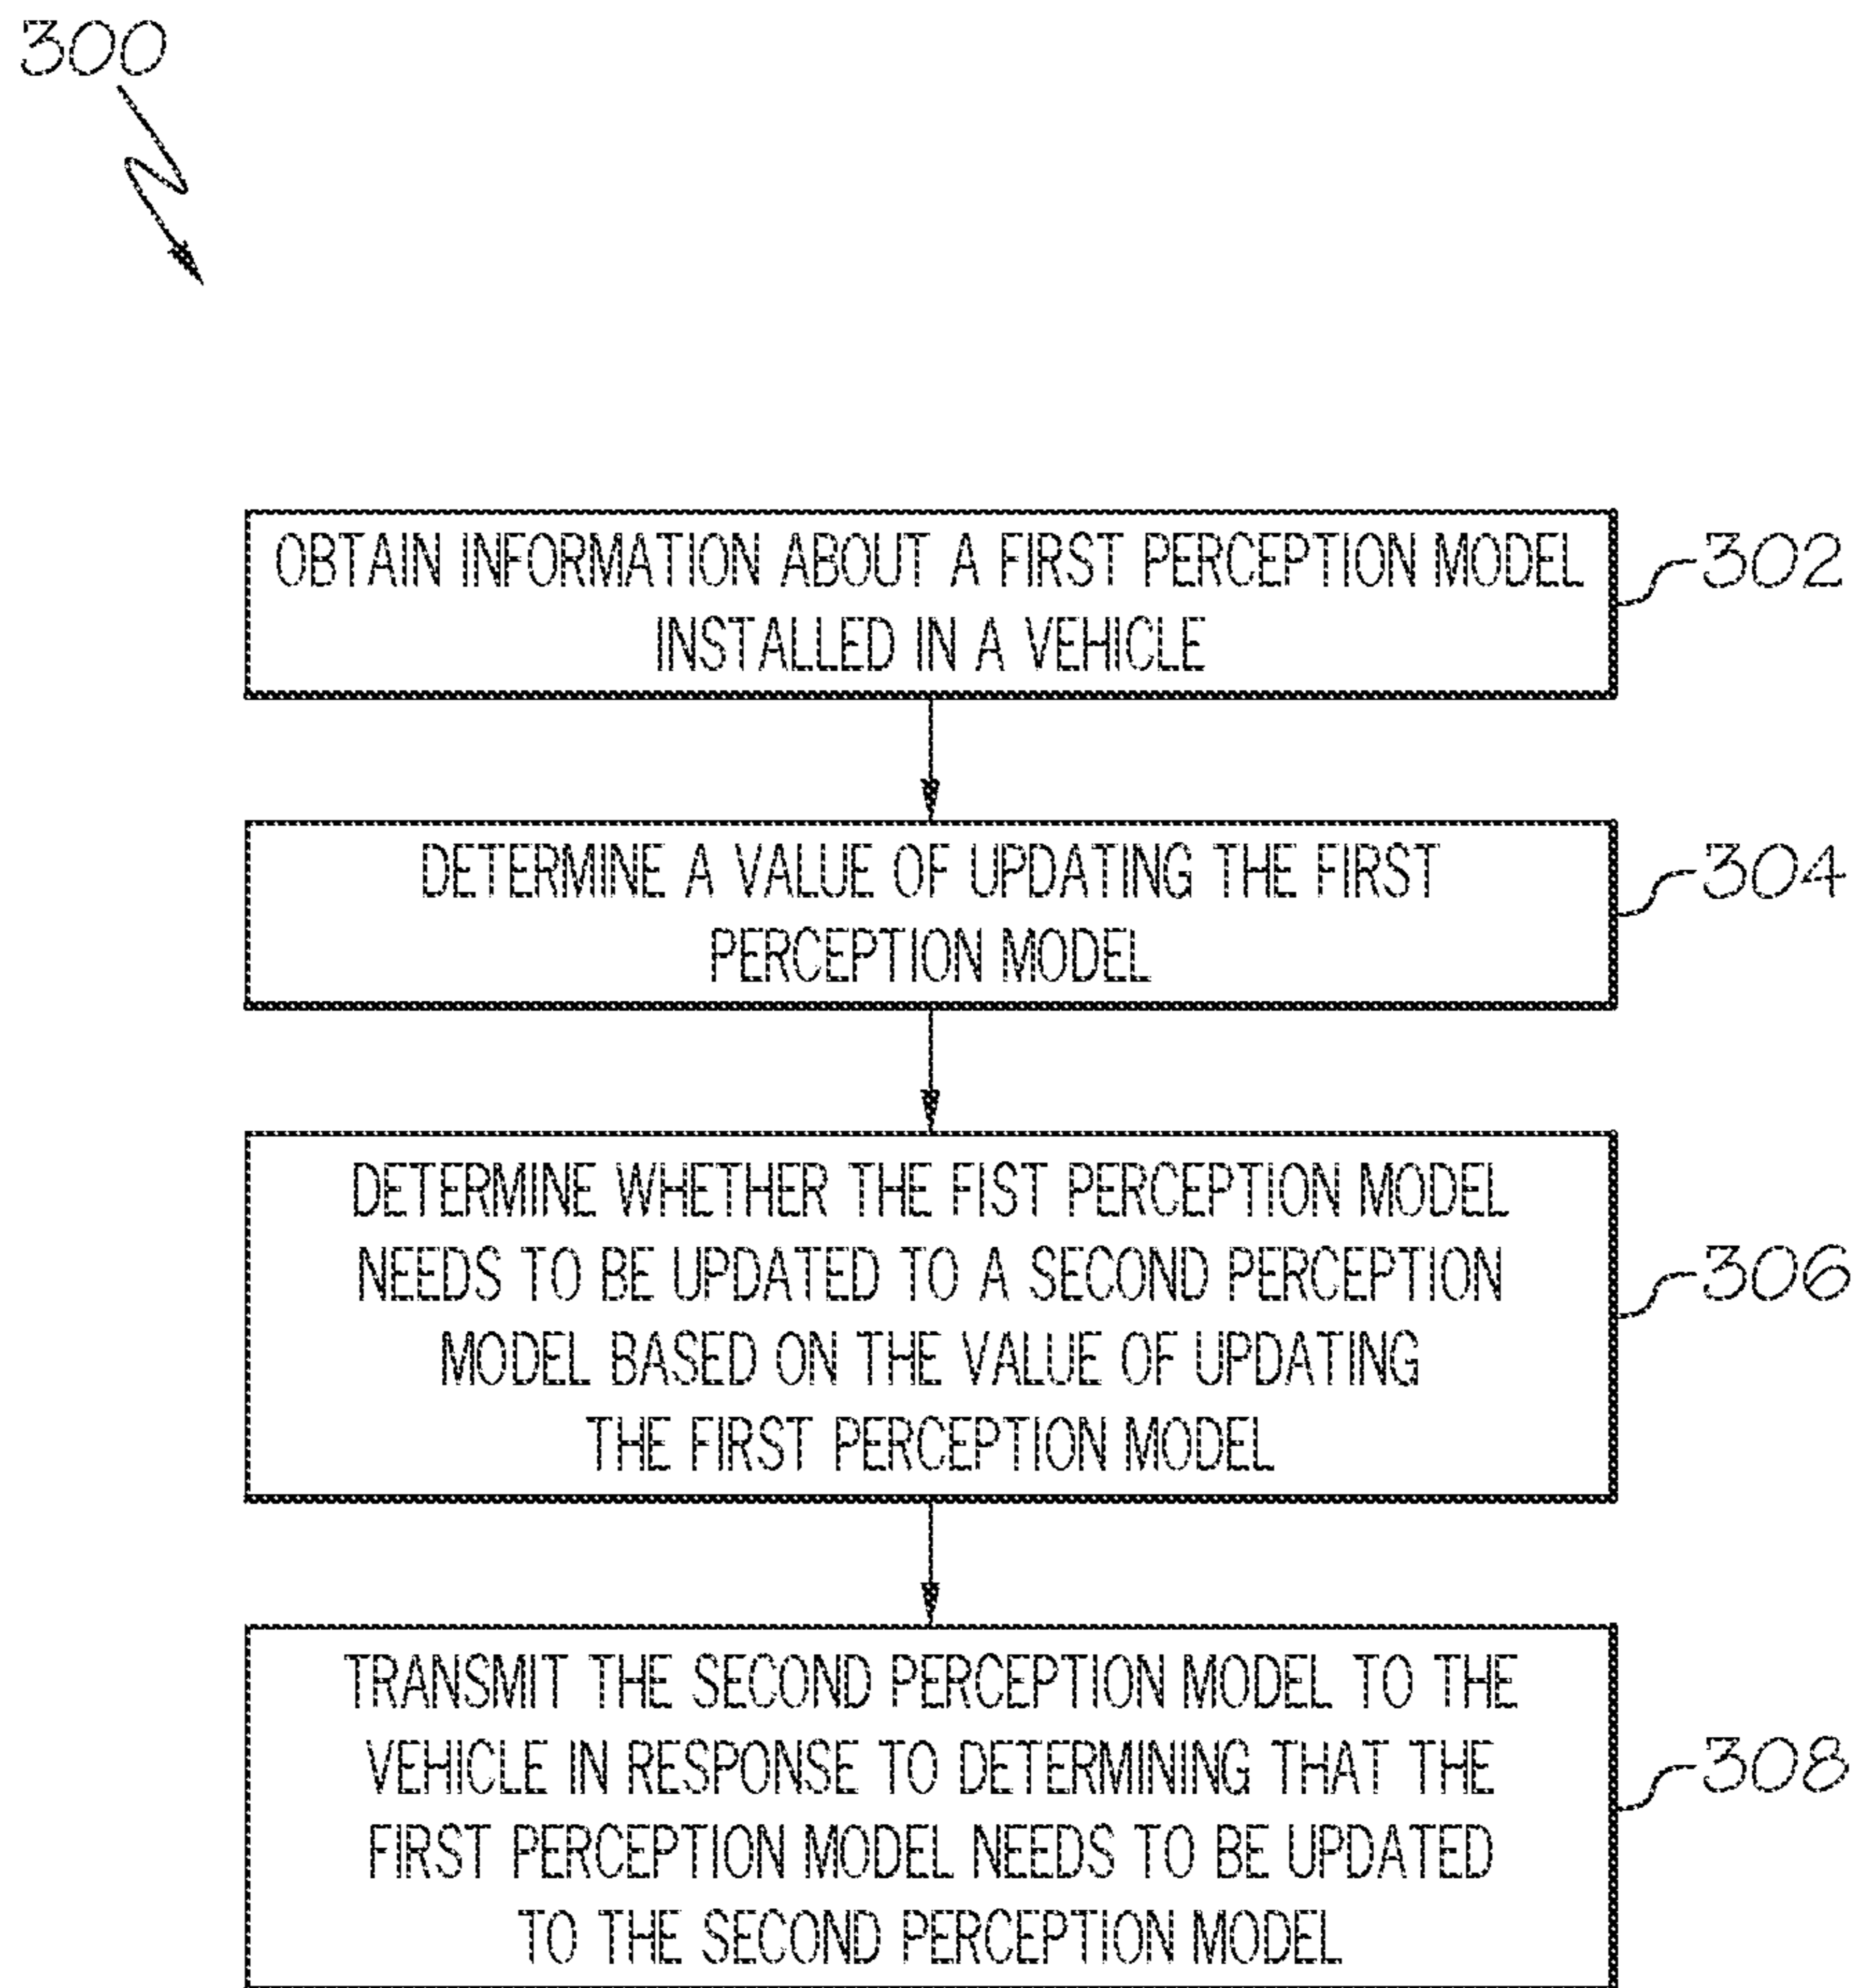 300
OBTAIN INFORMATION ABOUT A FIRST PERCEPTION MODEL
INSTALLED IN A VEHICLE
302
DETERMINE A VALUE OF UPDATING THE FIRST
PERCEPTION MODEL
304
DETERMINE WHETHER THE FIST PERCEPTION MODEL
NEEDS TO BE UPDATED TO A SECOND PERCEPTION
MODEL BASED ON THE VALUE OF UPDATING
THE FIRST PERCEPTION MODEL
306
TRANSMIT THE SECOND PERCEPTION MODEL TO THE
VEHICLE IN RESPONSE TO DETERMINING THAT THE
FIRST PERCEPTION MODEL NEEDS TO BE UPDATED
TO THE SECOND PERCEPTION MODEL
308